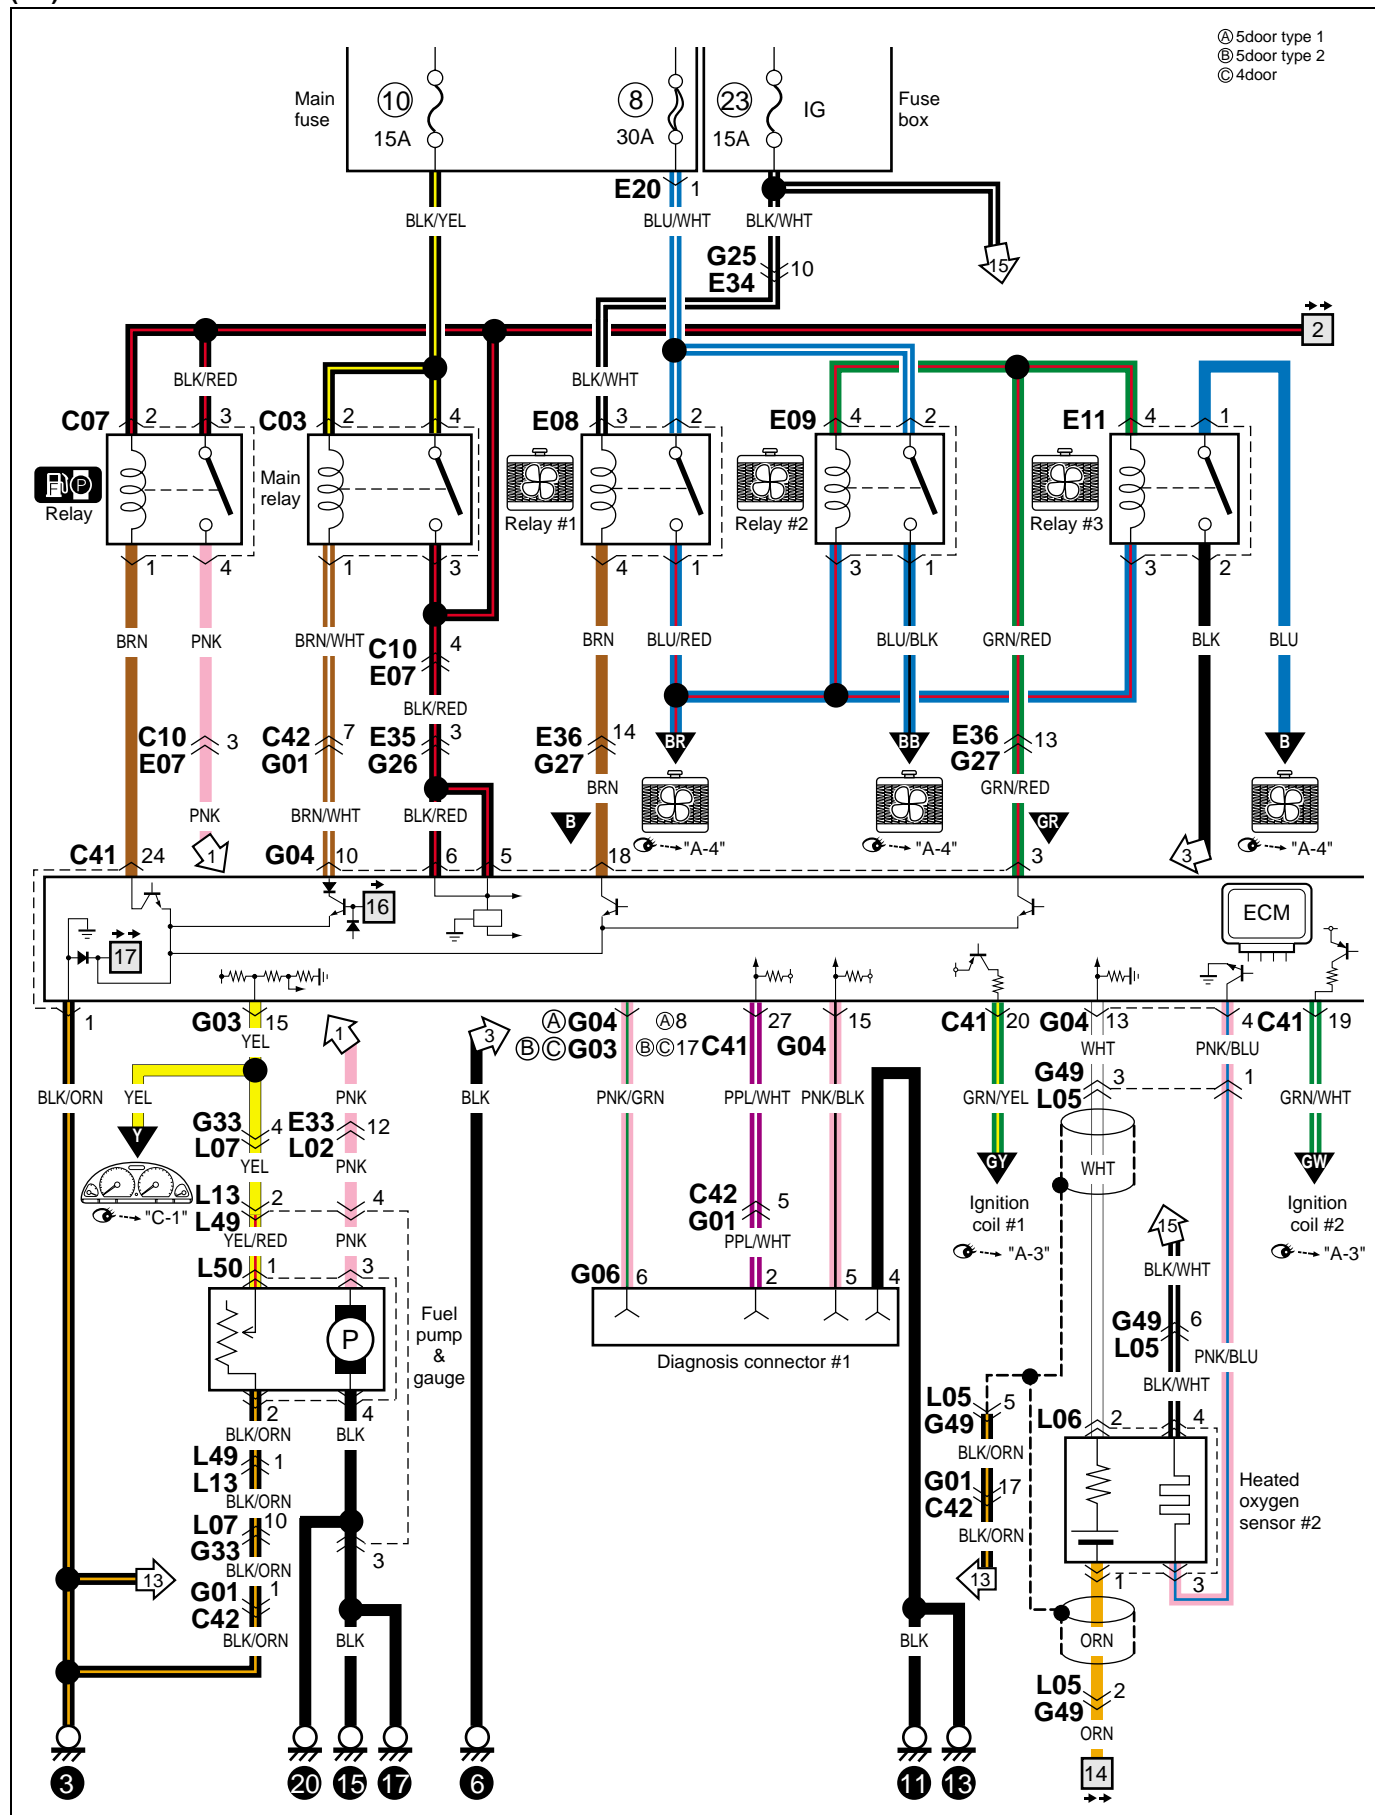 Ⓐ 5door type 1
Ⓑ 5door type 2
Ⓒ 4door
Main fuse
10
15A
8
30A
23
15A
IG
Fuse box
E20 1
BLK/YEL
BLU/WHT
BLK/WHT
G25 10
E34
15
2
BLK/RED
BLK/WHT
C07 2 3
C03 2 4
E08 3 2
E09 4 2
E11 4 1
P
Relay
Main relay
Relay #1
Relay #2
Relay #3
1 4
1 3
4 1
3 1
3 2
BRN
PNK
BRN/WHT
C10 4
E07
BRN
BLU/RED
BLU/BLK
GRN/RED
BLK
BLU
BLK/RED
C10 3
E07
C42 7
G01
E35 3
G26
E36 14
G27
BR
BB
E36 13
G27
B
PNK
BRN/WHT
BLK/RED
BRN
GRN/RED
B
GR
"A-4"
"A-4"
"A-4"
1
3
C41 24
G04 10
6 5 18 3
16
17
ECM
1
G03 15
YEL
1
3
Ⓐ G04 Ⓐ8
ⒷⒸ G03 ⒷⒸ17
C41 27
G04 15
C41 20
G04 13
4
C41 19
WHT
PNK/BLU
BLK/ORN
YEL
PNK
BLK
PNK/GRN
PPL/WHT
PNK/BLK
GRN/YEL
G49 3 1
L05
GRN/WHT
Y
G33 4
L07
YEL
E33 12
L02
PNK
GY
WHT
GW
"C-1"
L13 2 4
L49
YEL/RED
PNK
C42 5
G01
PPL/WHT
Ignition coil #1
"A-3"
Ignition coil #2
"A-3"
15
BLK/WHT
L50 1 3
G06 6 2 5 4
P
Fuel pump & gauge
Diagnosis connector #1
G49 6
L05
PNK/BLU
BLK/WHT
2 4
BLK/ORN
BLK
L05 5
G49
BLK/ORN
L06 2 4
L49 1
L13
BLK/ORN
G01 17
C42
BLK/ORN
Heated oxygen sensor #2
L07 10
G33
BLK/ORN
3
13
13
1 3
G01 1
C42
BLK/ORN
BLK
BLK
ORN
L05 2
G49
ORN
14
3
20
15
17
6
11
13